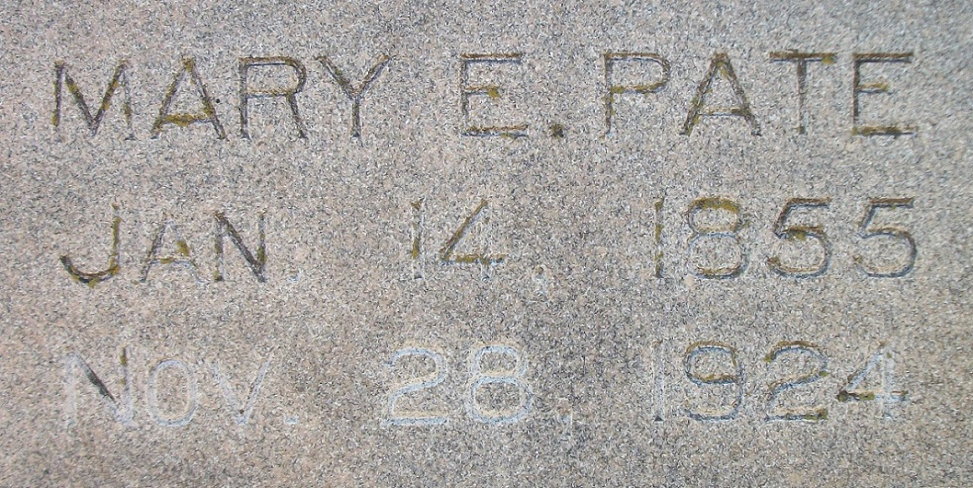 MARY E. PATE
JAN. 14, 1855
NOV. 28, 1924